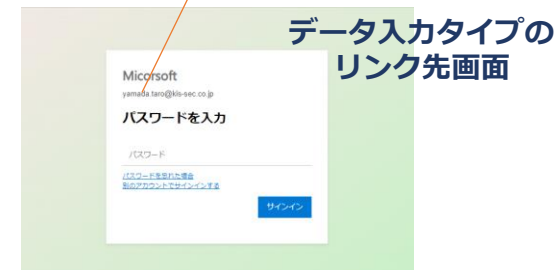 データ入力タイプの
リンク先画面
Micorsoft
yamada.taro@kis-sec.co.jp
パスワードを入力
パスワード
パスワードを忘れた場合
別のアカウントでサインインする
サインイン